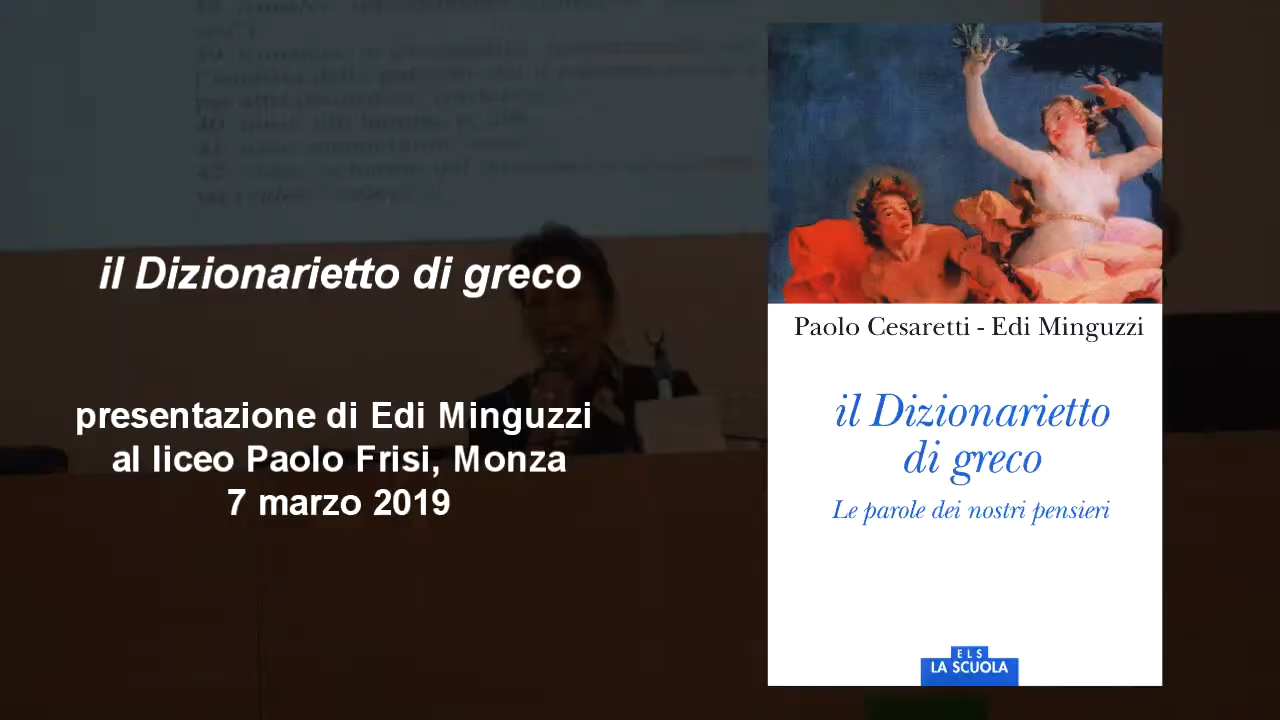 il Dizionarietto di greco
presentazione di Edi Minguzzi
al liceo Paolo Frisi, Monza
7 marzo 2019
Paolo Cesaretti - Edi Minguzzi
il Dizionarietto
di greco
Le parole dei nostri pensieri
ELS
LA SCUOLA